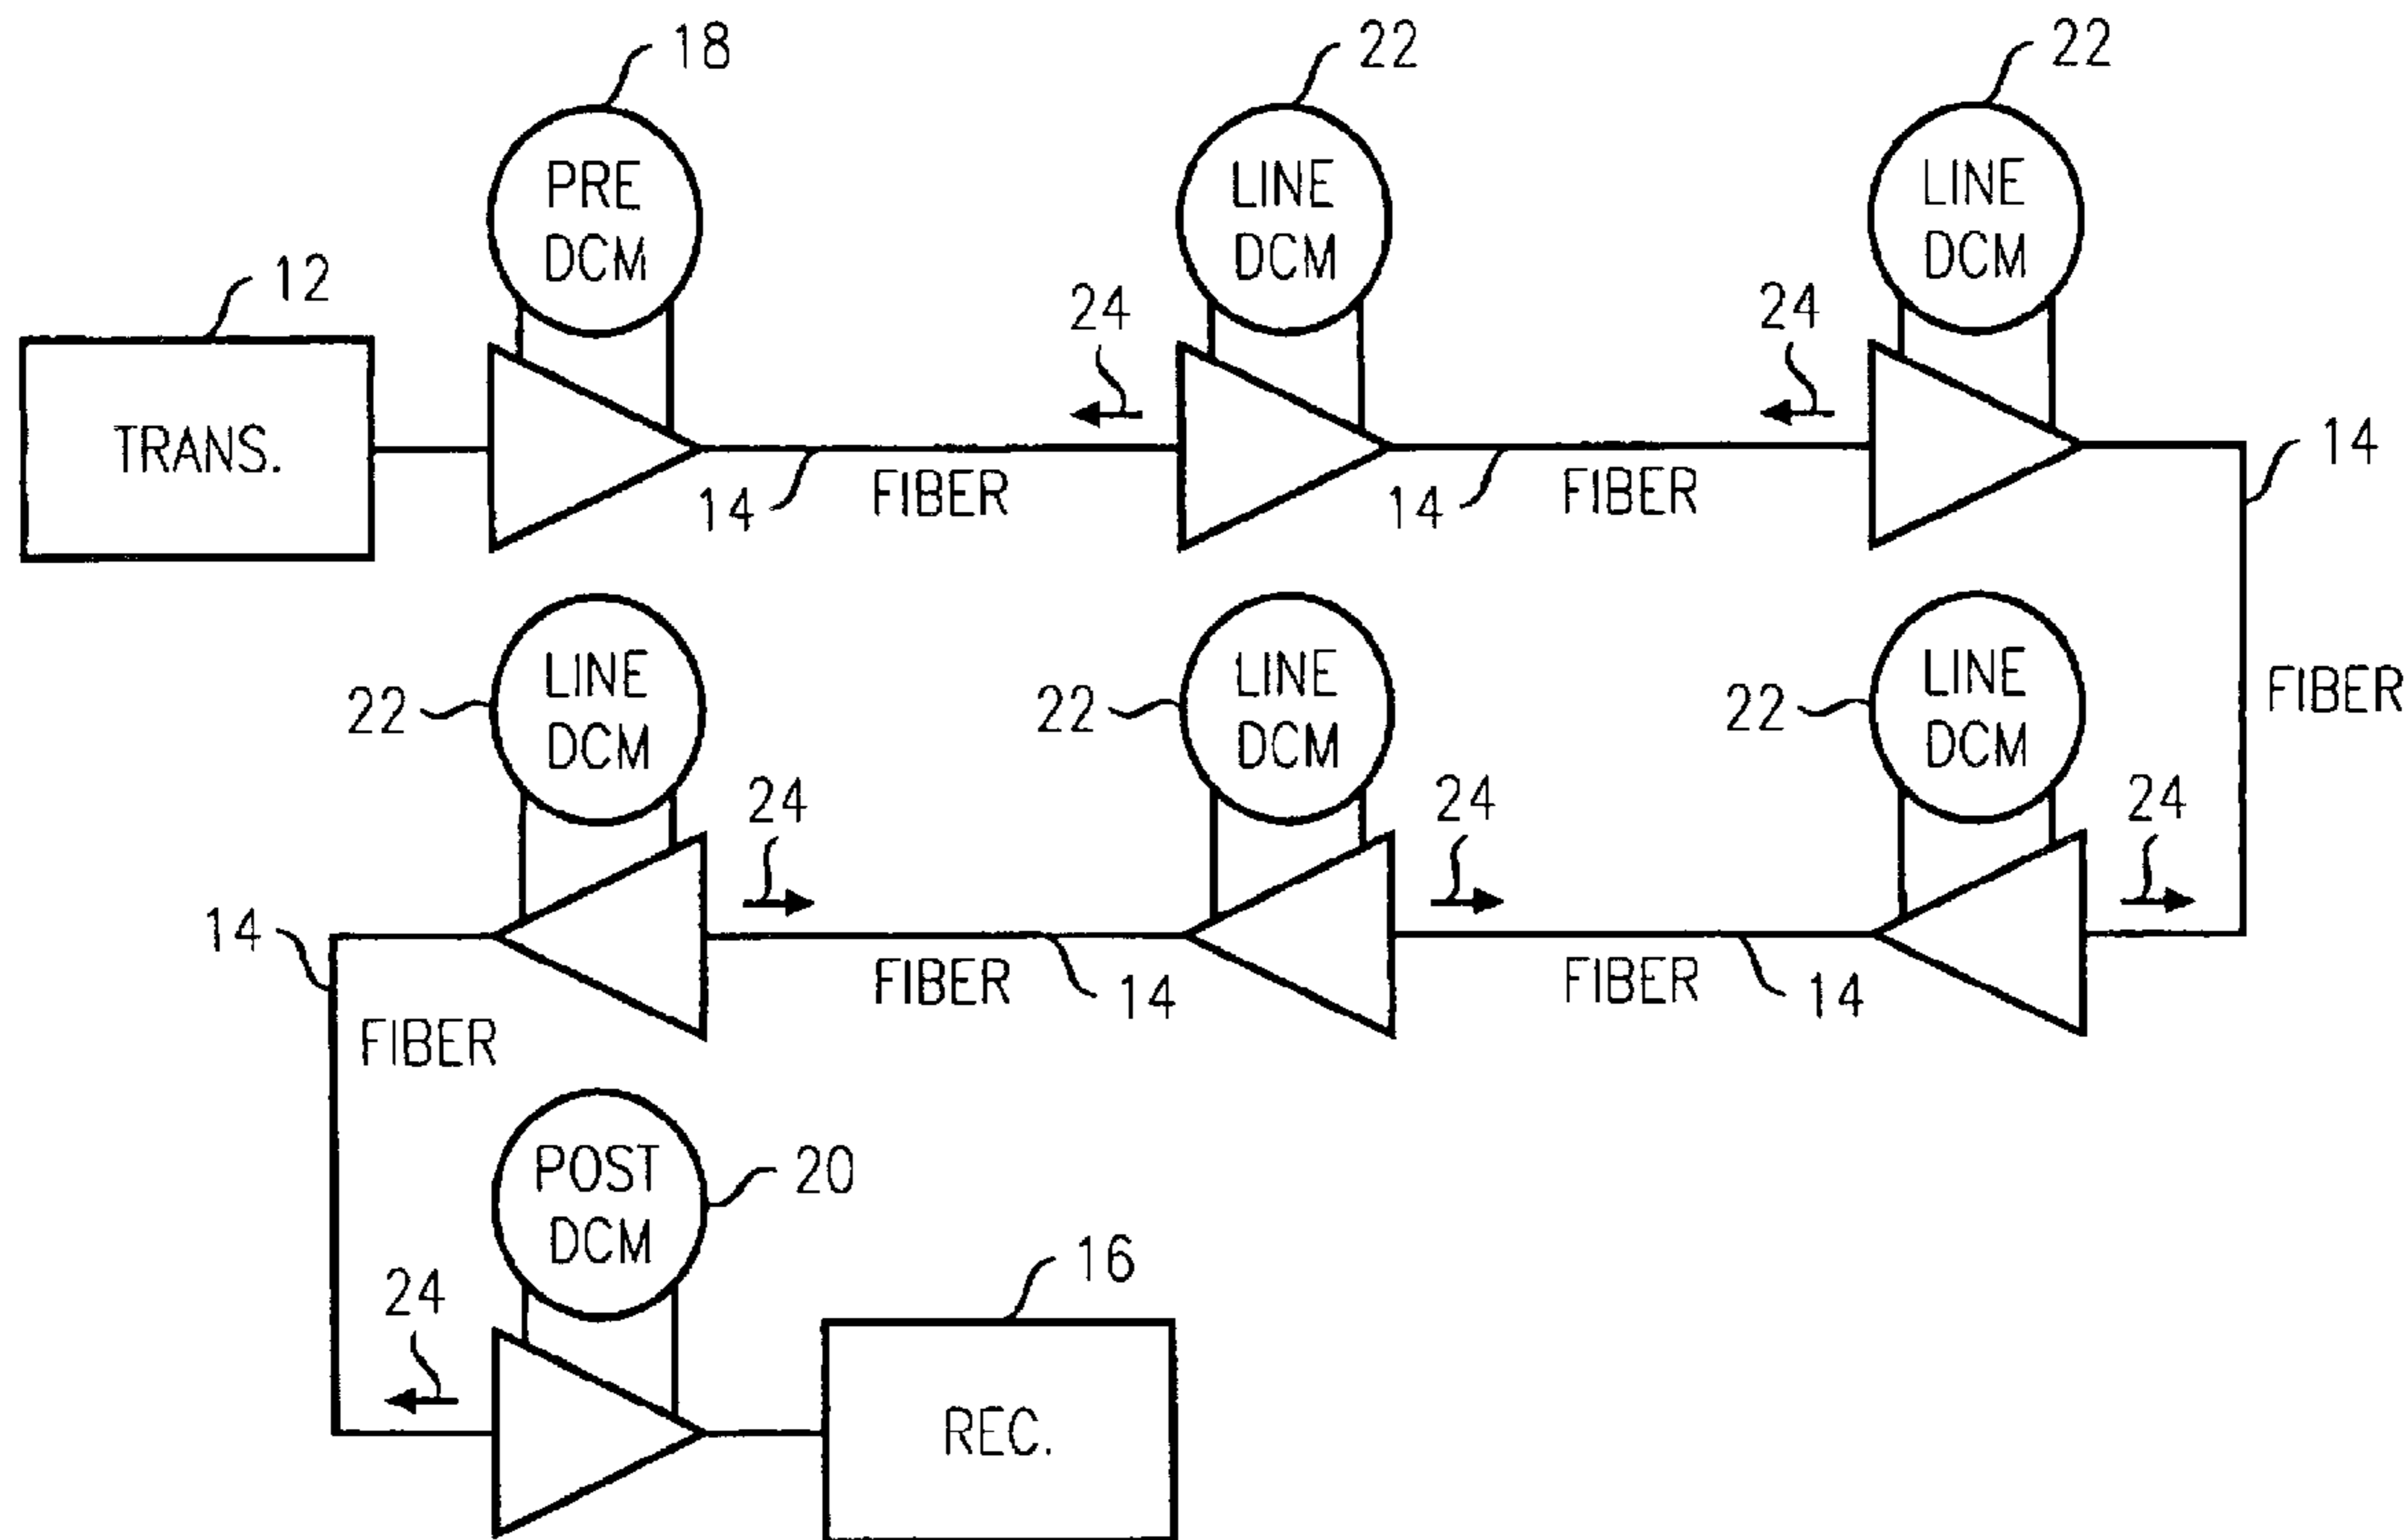 18
22
22
PRE
DCM
LINE
DCM
LINE
DCM
12
24
24
TRANS.
14
FIBER
14
FIBER
14
FIBER
22
LINE
DCM
22
LINE
DCM
22
LINE
DCM
24
24
24
14
FIBER
14
FIBER
14
FIBER
POST
DCM
20
24
16
REC.